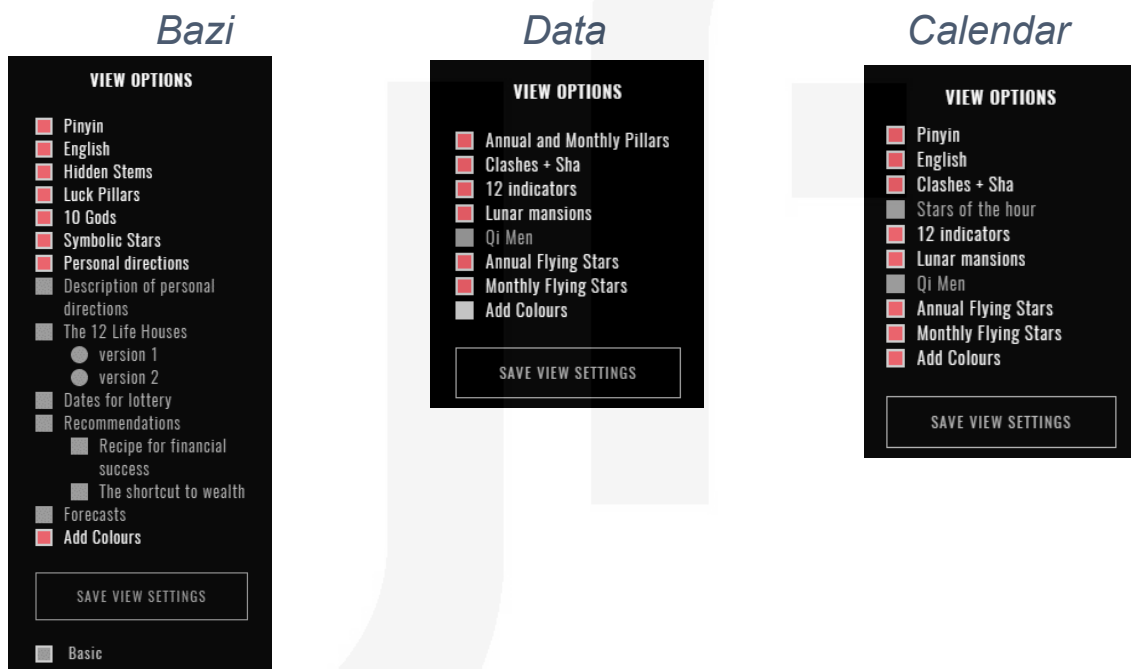 Bazi
VIEW OPTIONS
Pinyin
English
Hidden Stems
Luck Pillars
10 Gods
Symbolic Stars
Personal directions
Description of personal
directions
The 12 Life Houses
version 1
version 2
Dates for lottery
Recommendations
Recipe for financial
success
The shortcut to wealth
Forecasts
Add Colours
SAVE VIEW SETTINGS
Basic
Data
VIEW OPTIONS
Annual and Monthly Pillars
Clashes + Sha
12 indicators
Lunar mansions
Qi Men
Annual Flying Stars
Monthly Flying Stars
Add Colours
SAVE VIEW SETTINGS
Calendar
VIEW OPTIONS
Pinyin
English
Clashes + Sha
Stars of the hour
12 indicators
Lunar mansions
Qi Men
Annual Flying Stars
Monthly Flying Stars
Add Colours
SAVE VIEW SETTINGS